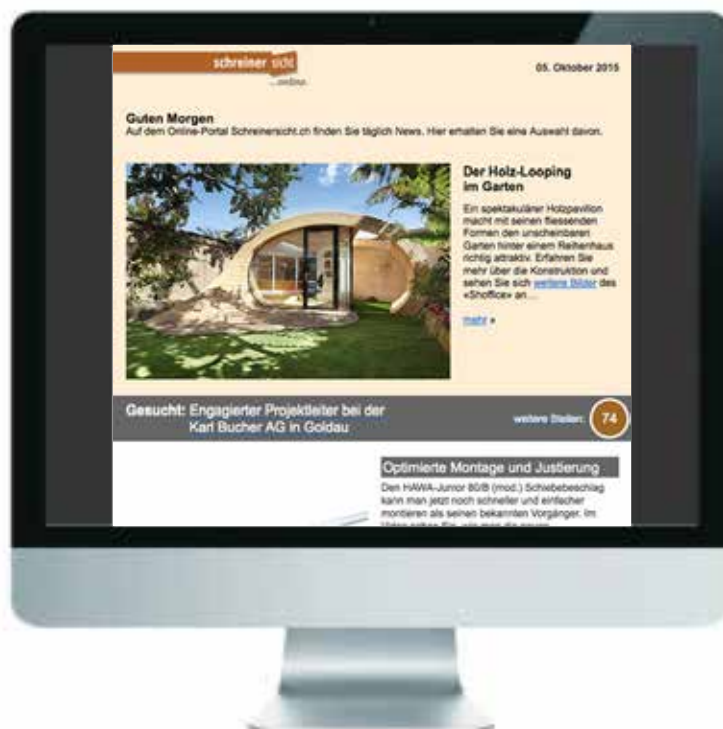 schreiner sicht
...online.
05. Oktober 2015
Guten Morgen
Auf dem Online-Portal Schreinersicht.ch finden Sie täglich News. Hier erhalten Sie eine Auswahl davon.
Der Holz-Looping
im Garten
Ein spektakulärer Holzpavillon
macht mit seinen fliessenden
Formen den unscheinbaren
Garten hinter einem Reihenhaus
richtig attraktiv. Erfahren Sie
mehr über die Konstruktion und
sehen Sie sich weitere Bilder des
«Shoffice» an…
mehr »
Gesucht: Engagierter Projektleiter bei der
Karl Bucher AG in Goldau
weitere Stellen: 74
Optimierte Montage und Justierung
Den HAWA-Junior 80/B (mod.) Schiebebeschlag
kann man jetzt noch schneller und einfacher
montieren als seinen bekannten Vorgänger. Im